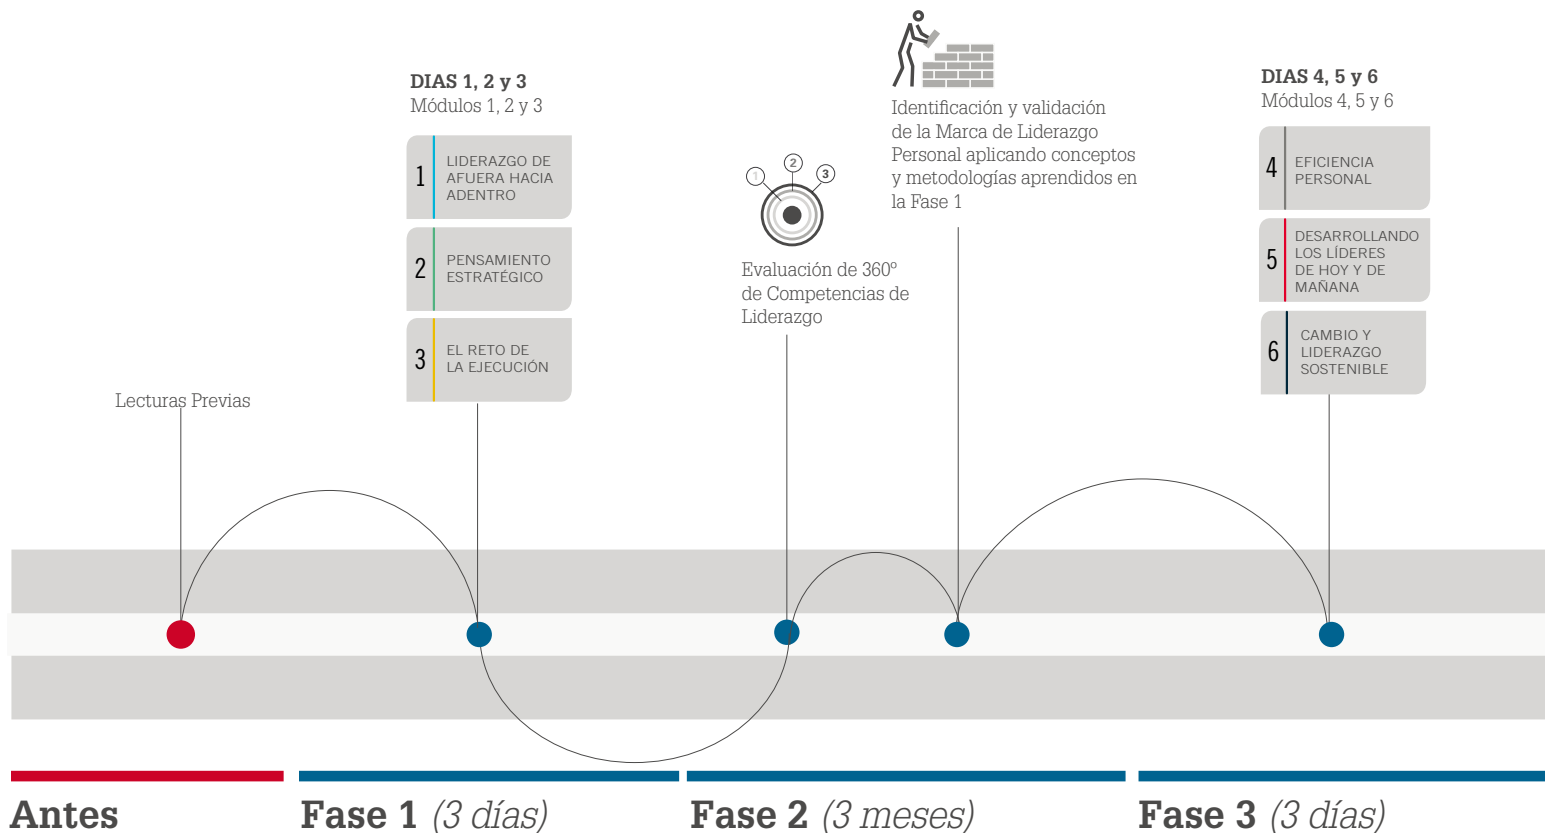 DIAS 1, 2 y 3
Módulos 1, 2 y 3
1
LIDERAZGO DE
AFUERA HACIA
ADENTRO
2
PENSAMIENTO
ESTRATÉGICO
3
EL RETO DE
LA EJECUCIÓN
Lecturas Previas
1
2
3
Evaluación de 360º
de Competencias de
Liderazgo
Identificación y validación
de la Marca de Liderazgo
Personal aplicando conceptos
y metodologías aprendidos en
la Fase 1
DIAS 4, 5 y 6
Módulos 4, 5 y 6
4
EFICIENCIA
PERSONAL
5
DESARROLLANDO
LOS LÍDERES
DE HOY Y DE
MAÑANA
6
CAMBIO Y
LIDERAZGO
SOSTENIBLE
Antes
Fase 1 (3 días)
Fase 2 (3 meses)
Fase 3 (3 días)